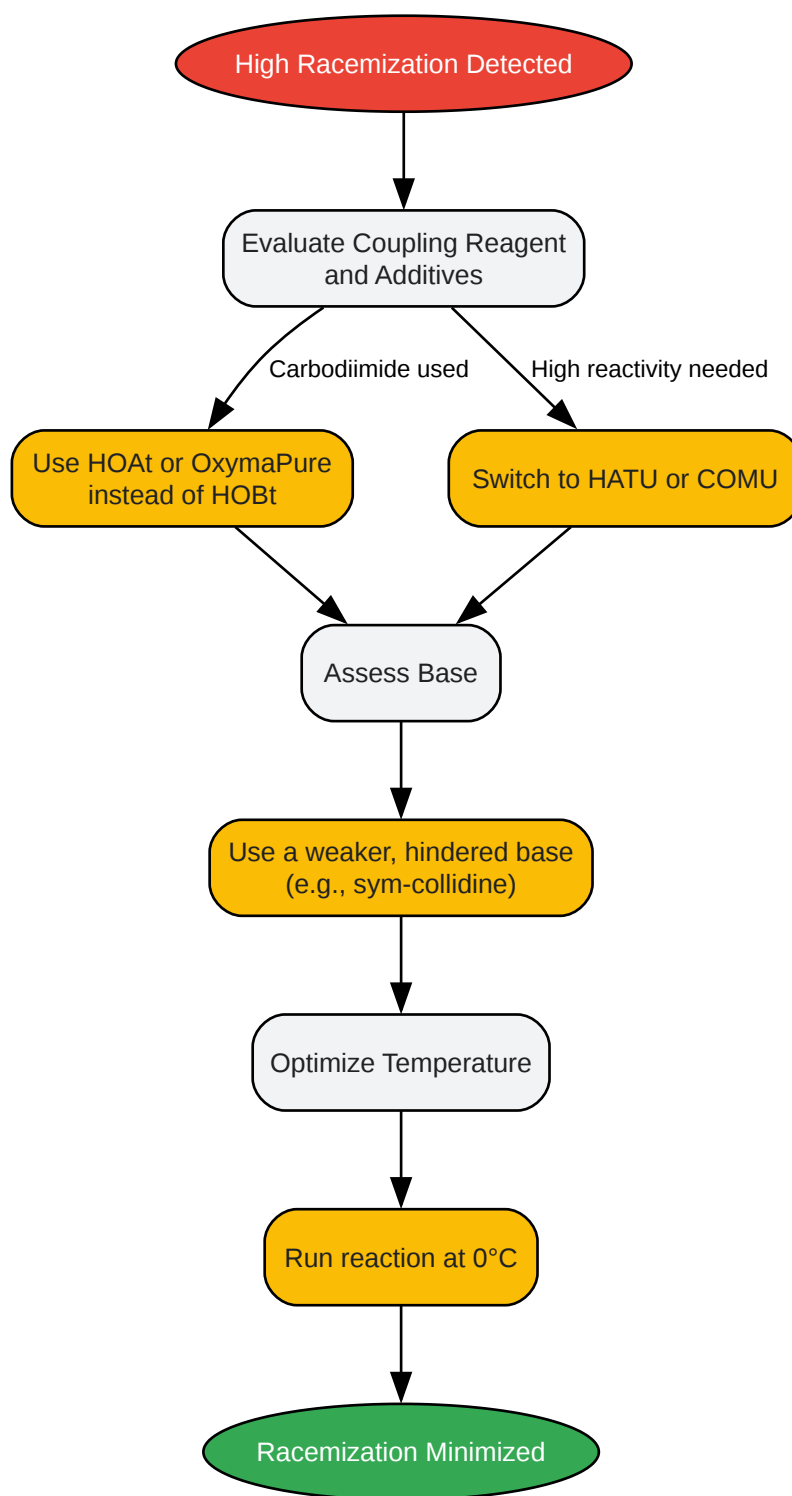 High Racemization Detected
Evaluate Coupling Reagent
and Additives
Carbodiimide used
High reactivity needed
Use HOAt or OxymaPure
instead of HOBt
Switch to HATU or COMU
Assess Base
Use a weaker, hindered base
(e.g., sym-collidine)
Optimize Temperature
Run reaction at 0°C
Racemization Minimized